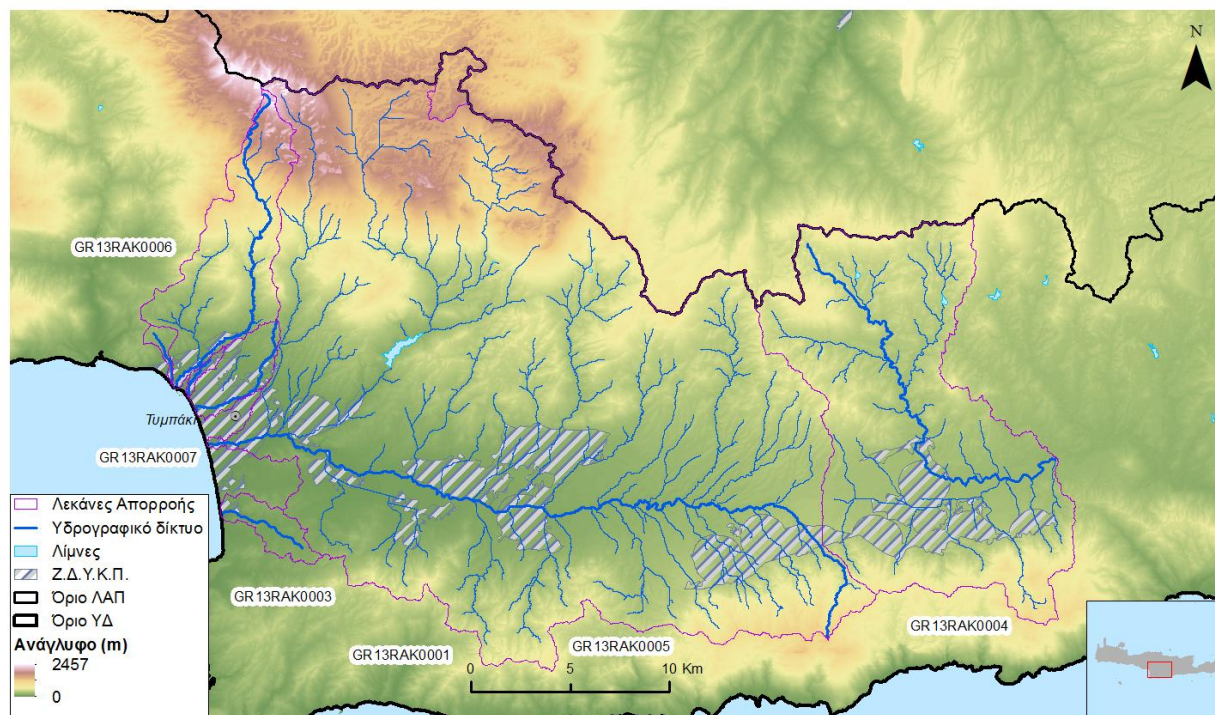 N
GR13RAK0006
Τυμπάκι
GR13RAK0007
Λεκάνες Απορροής
Υδρογραφικό δίκτυο
Λίμνες
Ζ.Δ.Υ.Κ.Π.
Όριο ΛΑΠ
Όριο ΥΔ
Ανάγλυφο (m)
2457
0
GR13RAK0003
GR13RAK0001
GR13RAK0005
GR13RAK0004
0 5 10 Km